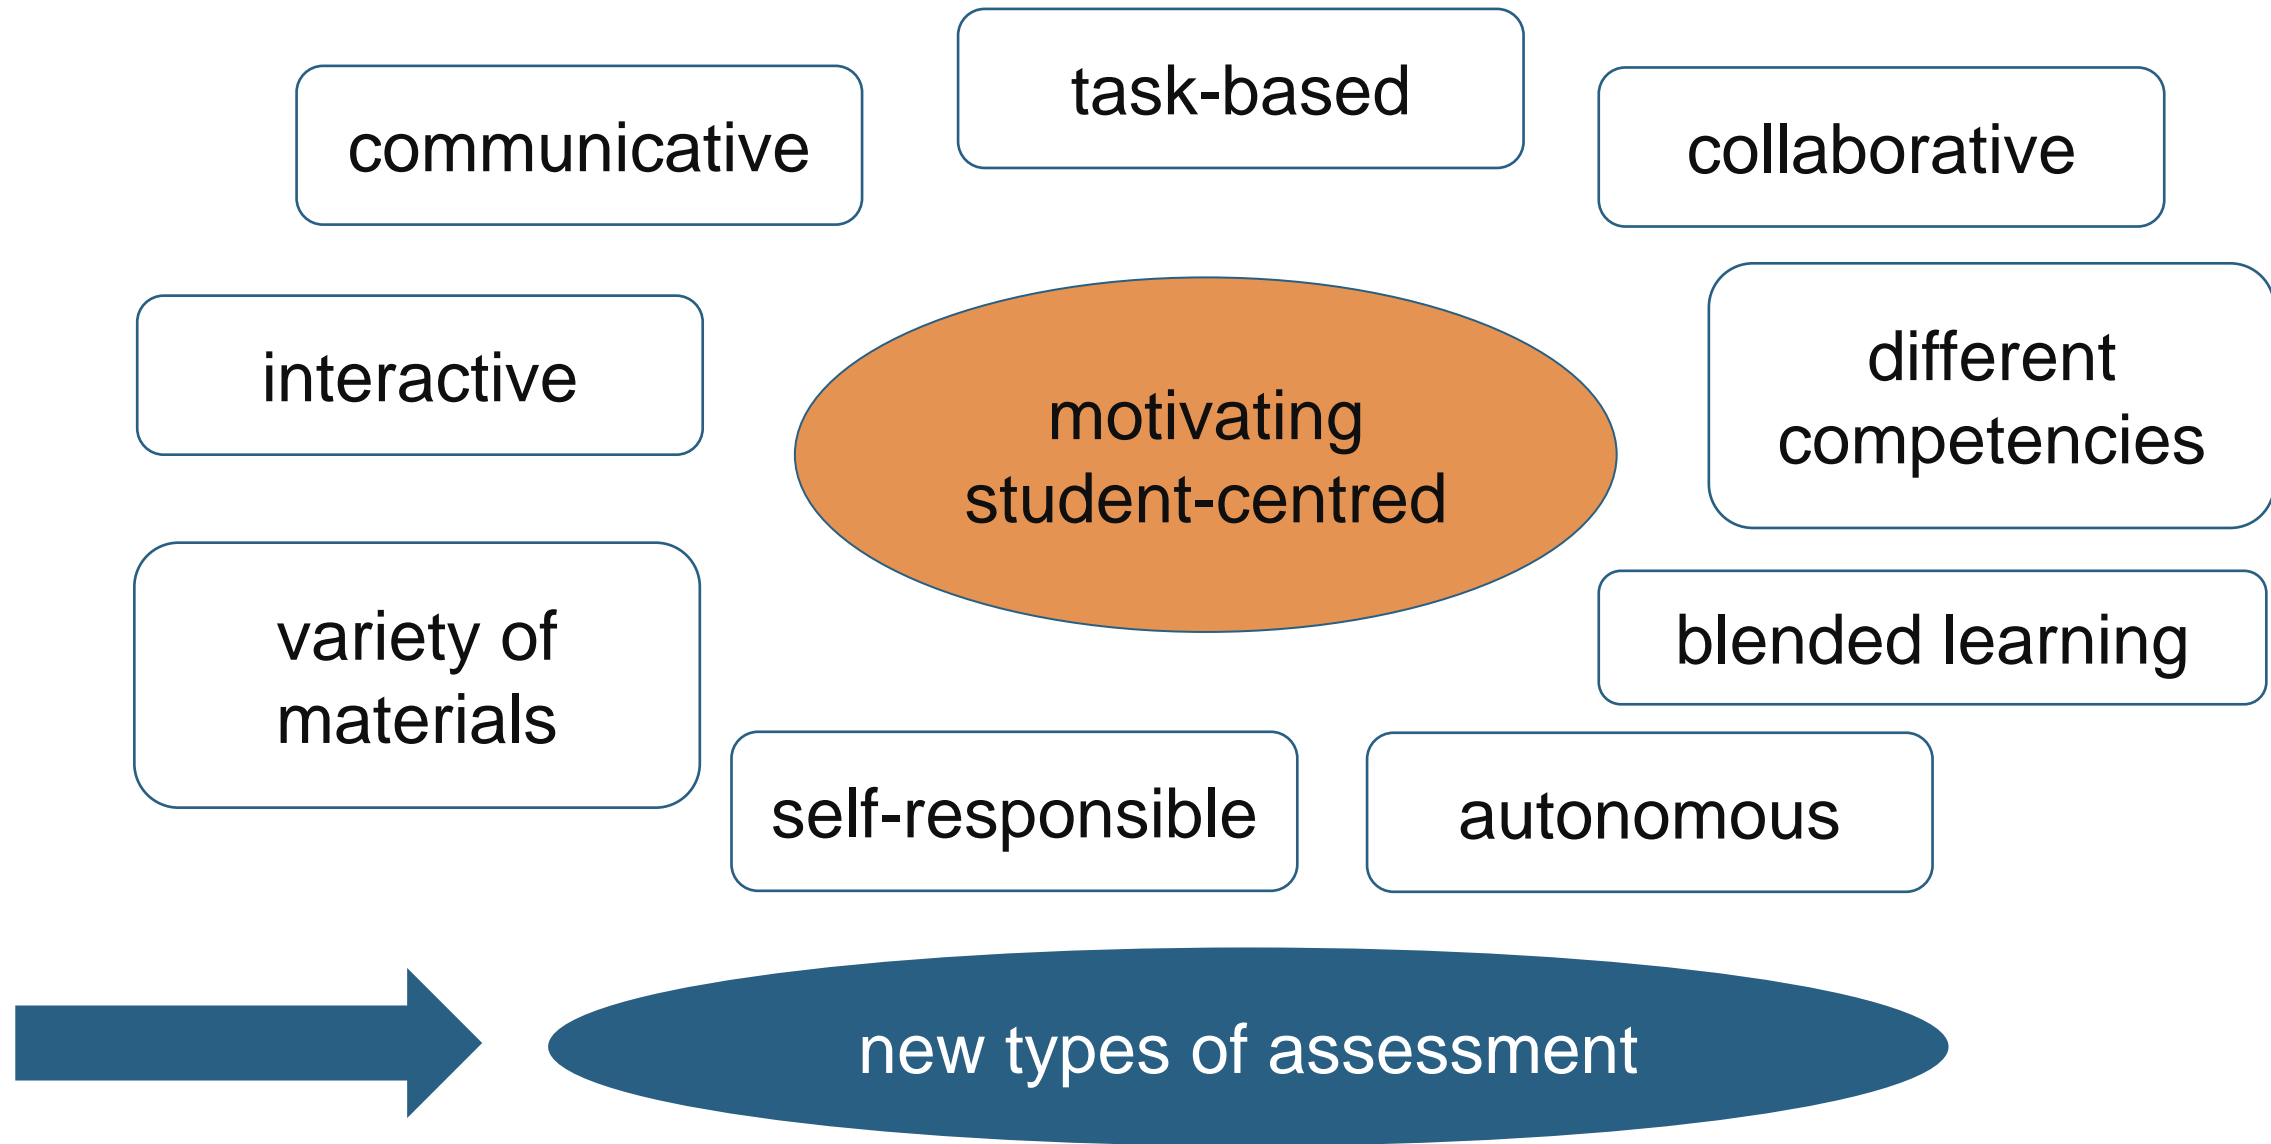 task-based
communicative
collaborative
interactive
different
competencies
motivating
student-centred
variety of
materials
blended learning
self-responsible
autonomous
new types of assessment